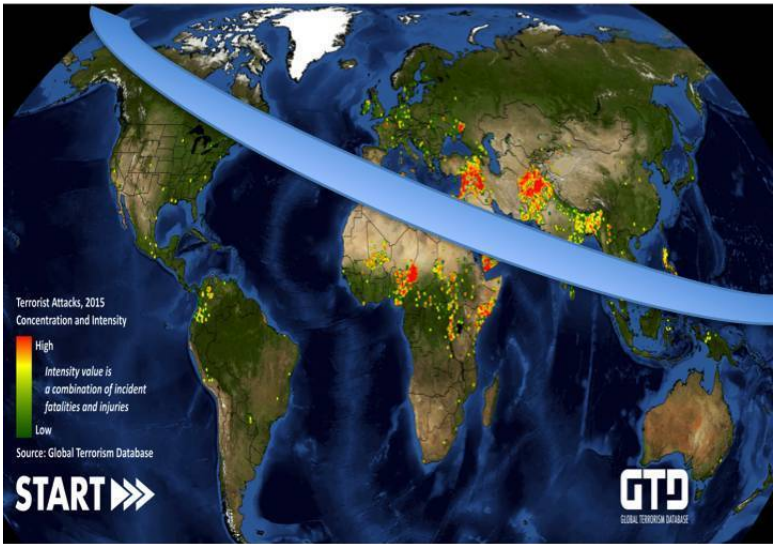 Terrorist Attacks, 2015
Concentration and Intensity
High
Intensity value is
a combination of incident
fatalities and injuries
Low
Source: Global Terrorism Database
START
GTD
GLOBAL TERRORISM DATABASE